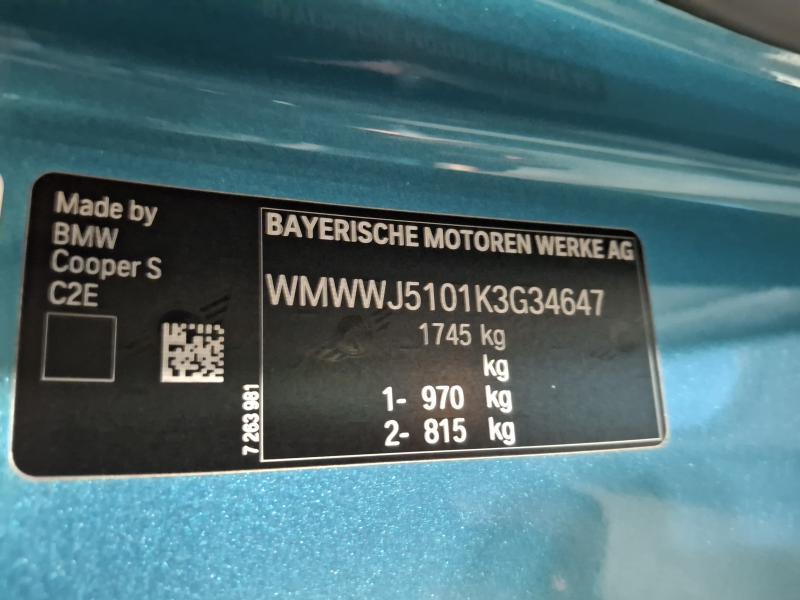 Made by
BMW
Cooper S
C2E
7 263 981
BAYERISCHE MOTOREN WERKE AG
WMWWJ5101K3G34647
1745 kg
kg
1- 970 kg
2- 815 kg